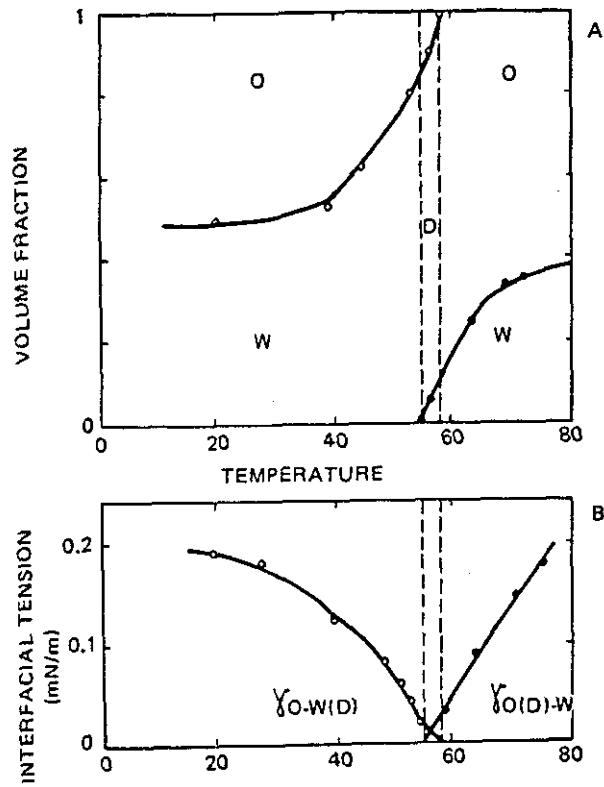 1
A
O
O
D
W
W
0
VOLUME FRACTION
0 20 40 60 80
TEMPERATURE
B
0.2
0.1
0
INTERFACIAL TENSION
(mN/m)
γO-W(D)
γO(D)-W
20 40 60 80